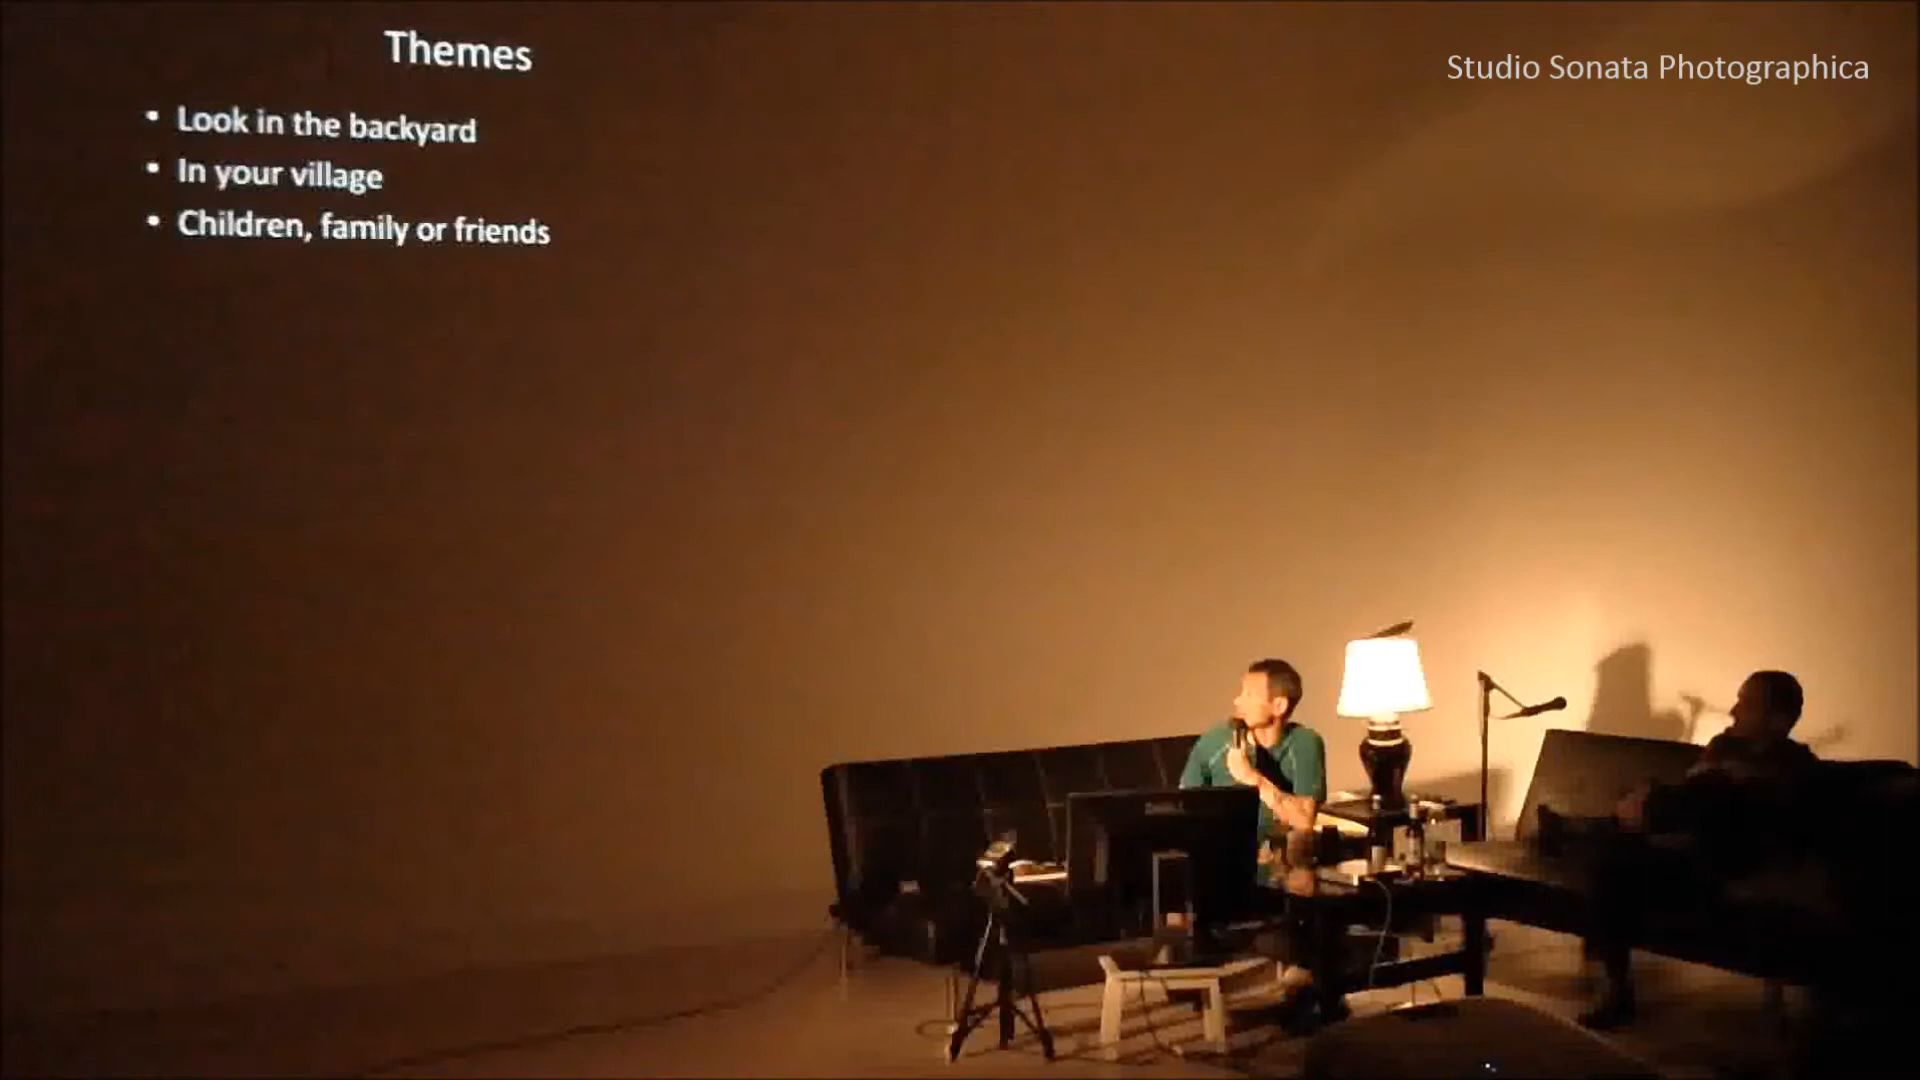 Themes
Studio Sonata Photographica
• Look in the backyard
• In your village
• Children, family or friends